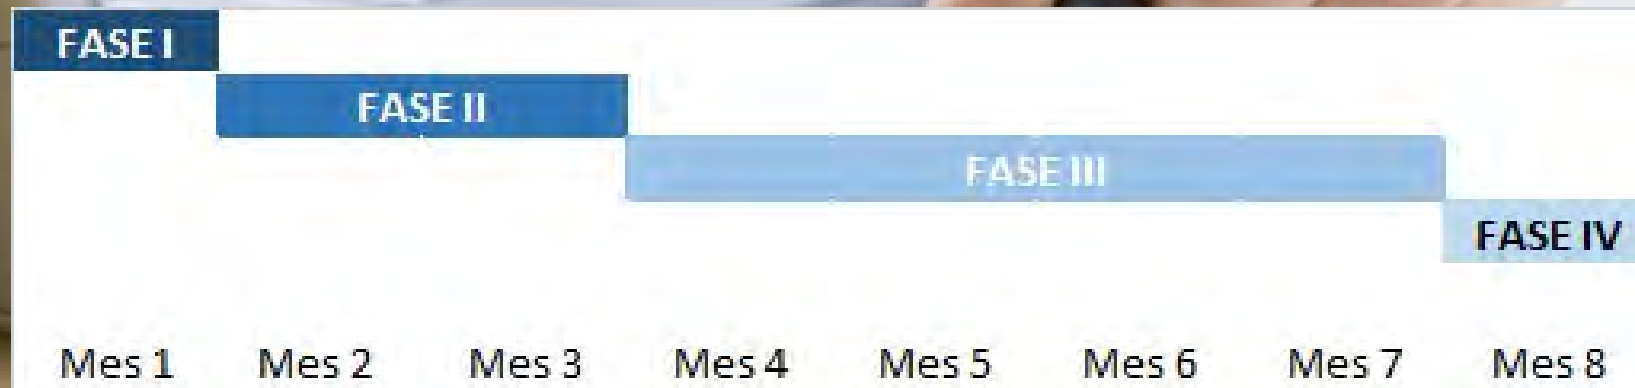 FASE I
FASE II
FASE III
FASE IV
Mes 1 Mes 2 Mes 3 Mes 4 Mes 5 Mes 6 Mes 7 Mes 8